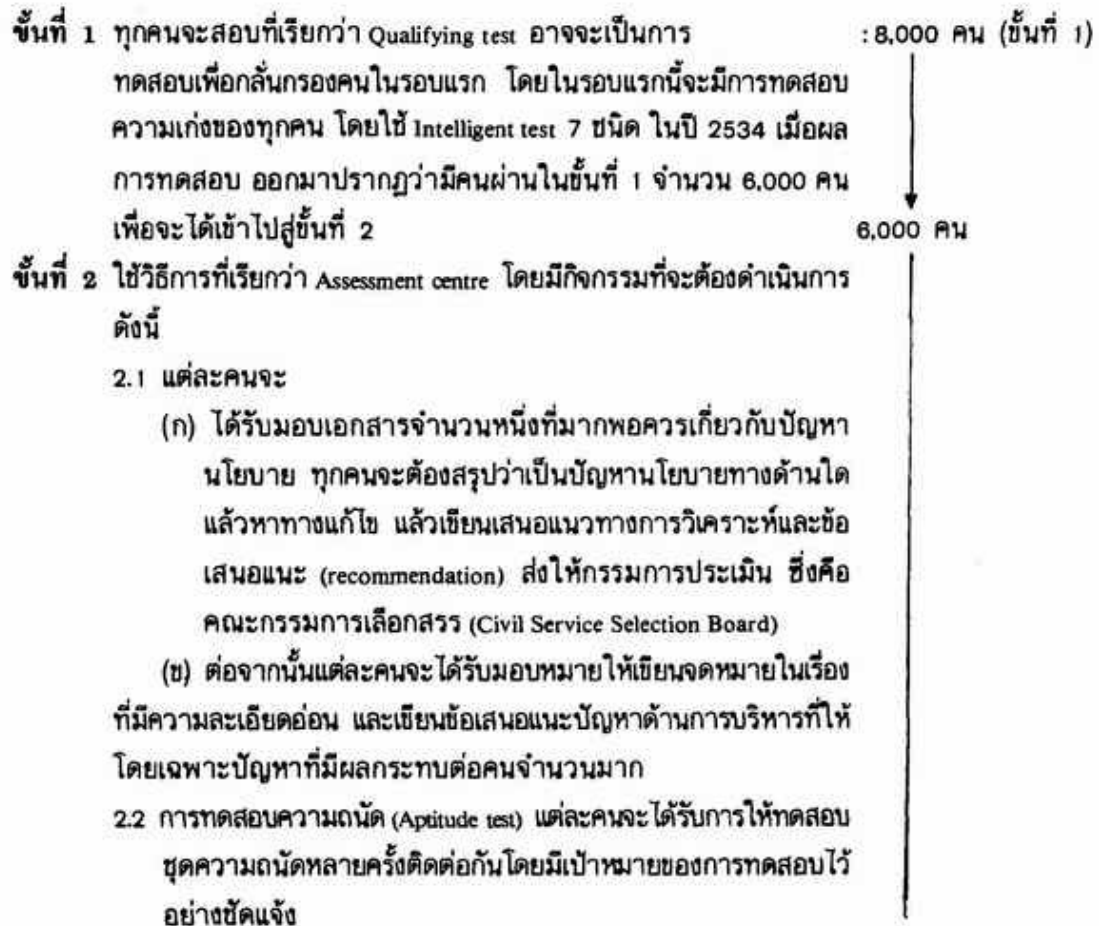 ขั้นที่ 1 ทุกคนจะสอบที่เรียกว่า Qualifying test อาจจะเป็นการ :8,000 คน (ขั้นที่ 1)
ทดสอบเพื่อกลั่นกรองคนในรอบแรก โดยในรอบแรกนี้จะมีการทดสอบ
ความเก่งของทุกคน โดยใช้ Intelligent test 7 ชนิด ในปี 2534 เมื่อผล
การทดสอบ ออกมาปรากฏว่ามีคนผ่านในขั้นที่ 1 จำนวน 6,000 คน
เพื่อจะได้เข้าไปสู่ขั้นที่ 2 6,000 คน
ขั้นที่ 2 ใช้วิธีการที่เรียกว่า Assessment centre โดยมีกิจกรรมที่จะต้องดำเนินการ
ดังนี้
2.1 แต่ละคนจะ
(ก) ได้รับมอบเอกสารจำนวนหนึ่งที่มากพอควรเกี่ยวกับปัญหา
นโยบาย ทุกคนจะต้องสรุปว่าเป็นปัญหานโยบายทางด้านใด
แล้วหาทางแก้ไข แล้วเขียนเสนอแนวทางการวิเคราะห์และข้อ
เสนอแนะ (recommendation) ส่งให้กรรมการประเมิน ซึ่งคือ
คณะกรรมการเลือกสรร (Civil Service Selection Board)
(ข) ต่อจากนั้นแต่ละคนจะได้รับมอบหมายให้เขียนจดหมายในเรื่อง
ที่มีความละเอียดอ่อน และเขียนข้อเสนอแนะปัญหาด้านการบริหารที่ให้
โดยเฉพาะปัญหาที่มีผลกระทบต่อคนจำนวนมาก
2.2 การทดสอบความถนัด (Aptitude test) แต่ละคนจะได้รับการให้ทดสอบ
ชุดความถนัดหลายครั้งติดต่อกันโดยมีเป้าหมายของการทดสอบไว้
อย่างชัดแจ้ง